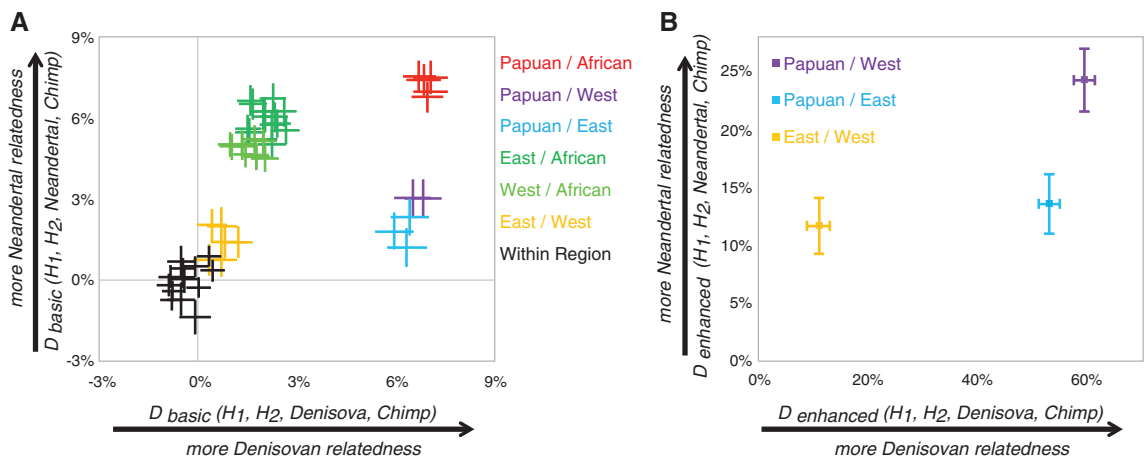 A
more Neandertal relatedness
D basic (H1, H2, Neandertal, Chimp)
9%
6%
3%
0%
-3%
-3%
0%
3%
6%
9%
D basic (H1, H2, Denisova, Chimp)
more Denisovan relatedness
Papuan / African
Papuan / West
Papuan / East
East / African
West / African
East / West
Within Region
B
more Neandertal relatedness
D enhanced (H1, H2, Neandertal, Chimp)
25%
20%
15%
10%
5%
0%
0%
20%
40%
60%
Papuan / West
Papuan / East
East / West
D enhanced (H1, H2, Denisova, Chimp)
more Denisovan relatedness